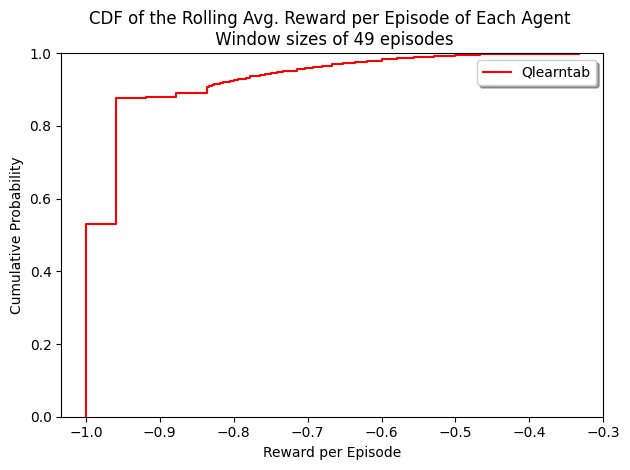 CDF of the Rolling Avg. Reward per Episode of Each Agent
Window sizes of 49 episodes
Qlearntab
1.0
0.8
0.6
0.4
0.2
0.0
Cumulative Probability
−1.0 −0.9 −0.8 −0.7 −0.6 −0.5 −0.4 −0.3
Reward per Episode